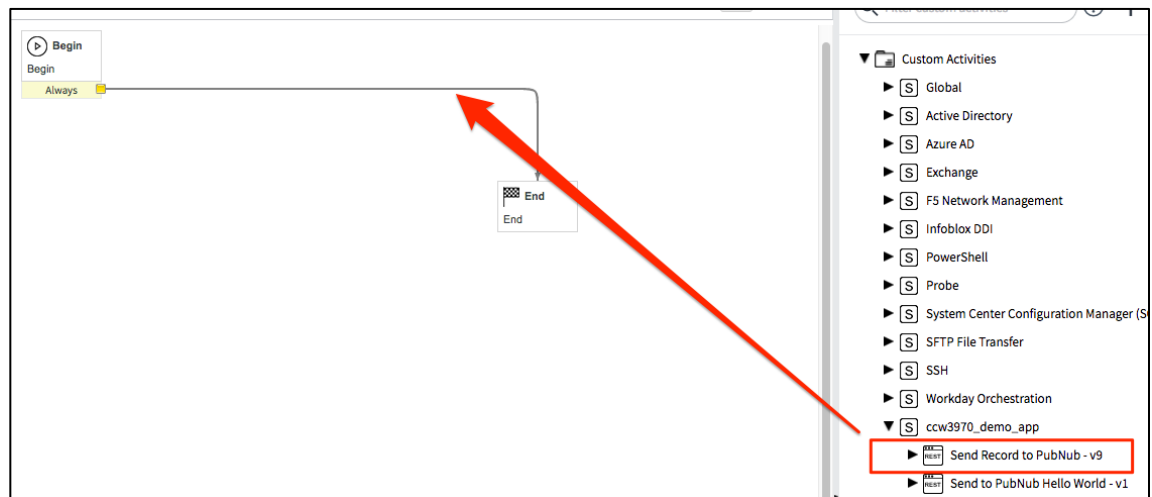 Begin
Begin
Always
End
End
Custom Activities
S Global
S Active Directory
S Azure AD
S Exchange
S F5 Network Management
S Infoblox DDI
S PowerShell
S Probe
S System Center Configuration Manager (S
S SFTP File Transfer
S SSH
S Workday Orchestration
S ccw3970_demo_app
REST Send Record to PubNub - v9
REST Send to PubNub Hello World - v1